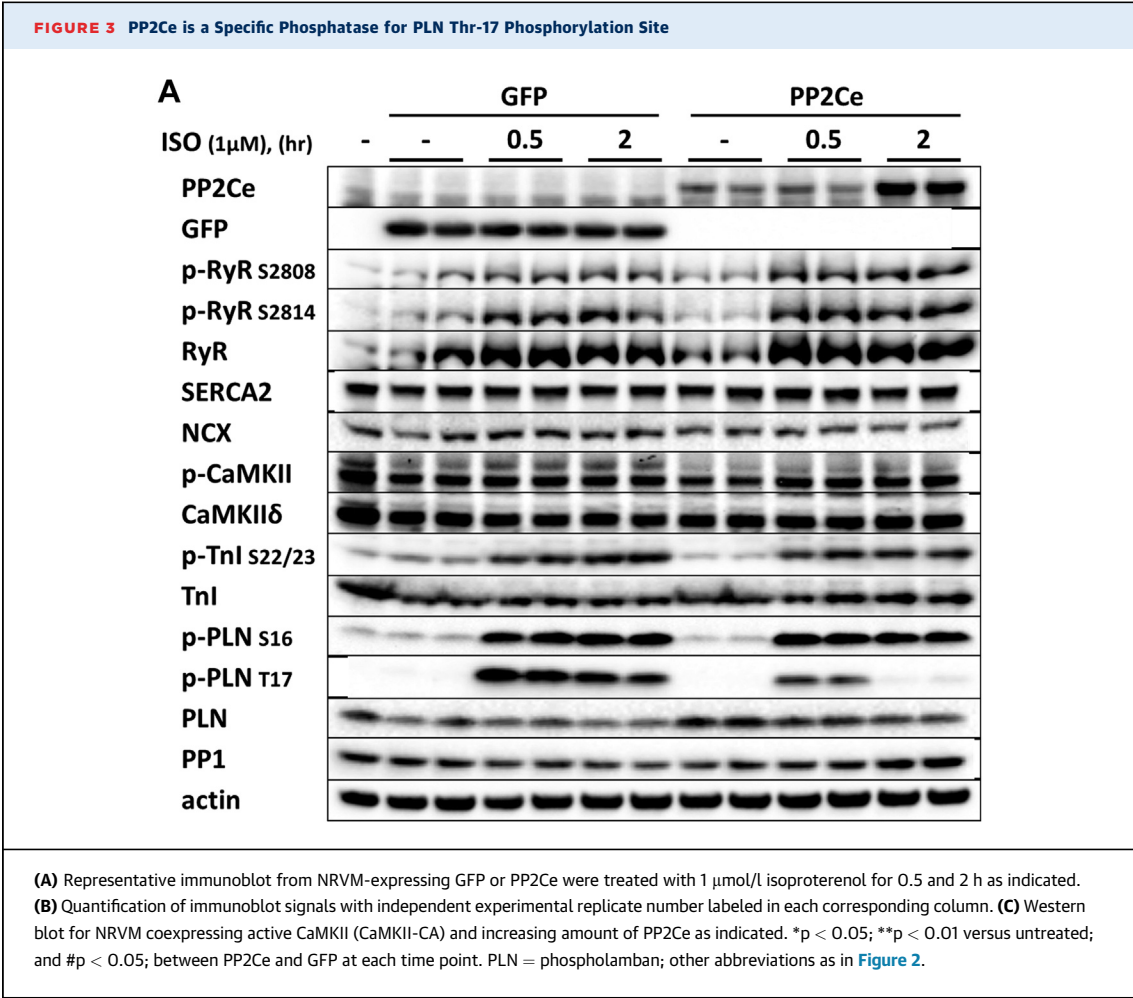 FIGURE 3 PP2Ce is a Specific Phosphatase for PLN Thr-17 Phosphorylation Site
A
GFP PP2Ce
ISO (1μM), (hr) - - 0.5 2 - 0.5 2
PP2Ce
GFP
p-RyR S2808
p-RyR S2814
RyR
SERCA2
NCX
p-CaMKII
CaMKIIδ
p-TnI S22/23
TnI
p-PLN S16
p-PLN T17
PLN
PP1
actin
(A) Representative immunoblot from NRVM-expressing GFP or PP2Ce were treated with 1 μmol/l isoproterenol for 0.5 and 2 h as indicated.
(B) Quantification of immunoblot signals with independent experimental replicate number labeled in each corresponding column. (C) Western
blot for NRVM coexpressing active CaMKII (CaMKII-CA) and increasing amount of PP2Ce as indicated. *p < 0.05; **p < 0.01 versus untreated;
and #p < 0.05; between PP2Ce and GFP at each time point. PLN = phospholamban; other abbreviations as in Figure 2.